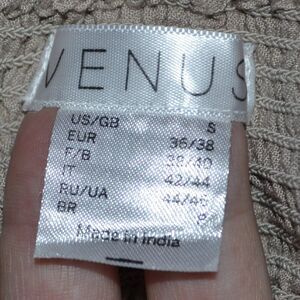 VENUS
US/GB S
EUR 36/38
F/B 38/40
IT 42/44
RU/UA 44/46
BR P
Made in India